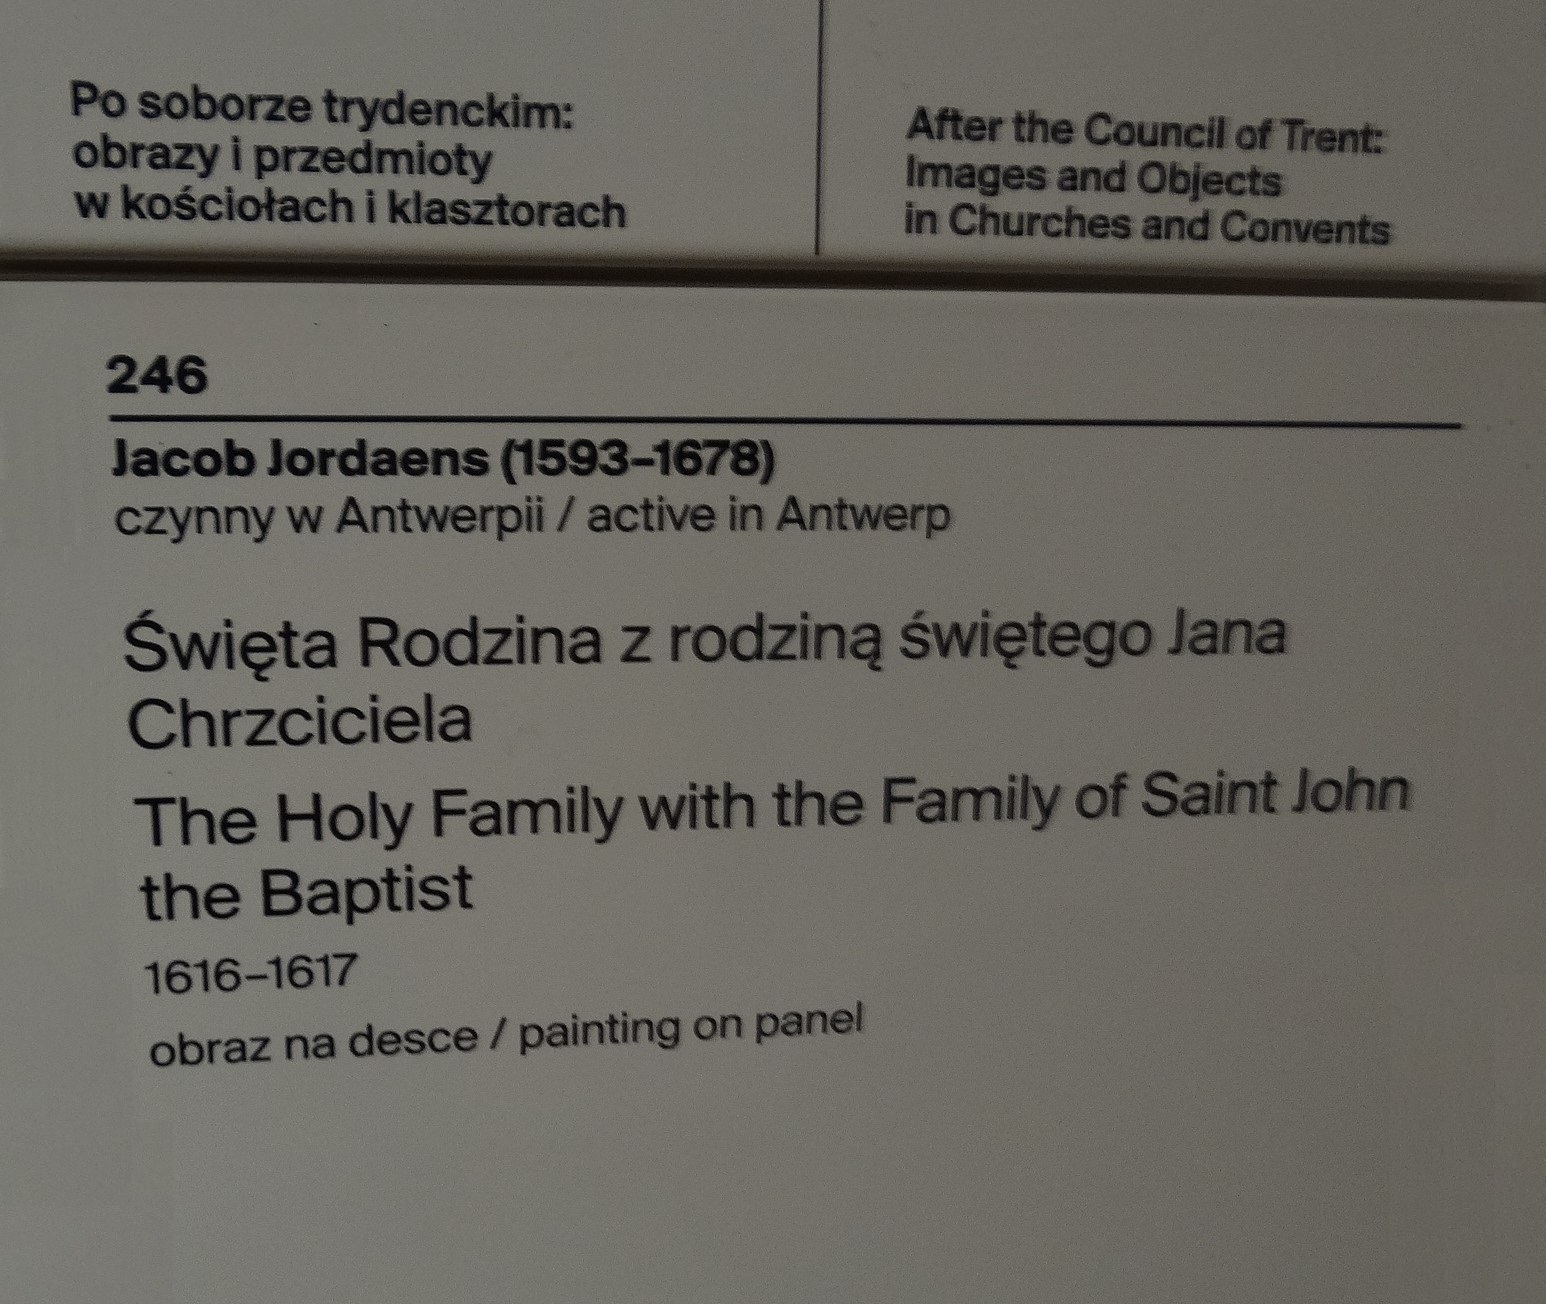 Po soborze trydenckim:
obrazy i przedmioty
w kościołach i klasztorach
After the Council of Trent:
Images and Objects
in Churches and Convents
246
Jacob Jordaens (1593–1678)
czynny w Antwerpii / active in Antwerp
Święta Rodzina z rodziną świętego Jana
Chrzciciela
The Holy Family with the Family of Saint John
the Baptist
1616–1617
obraz na desce / painting on panel